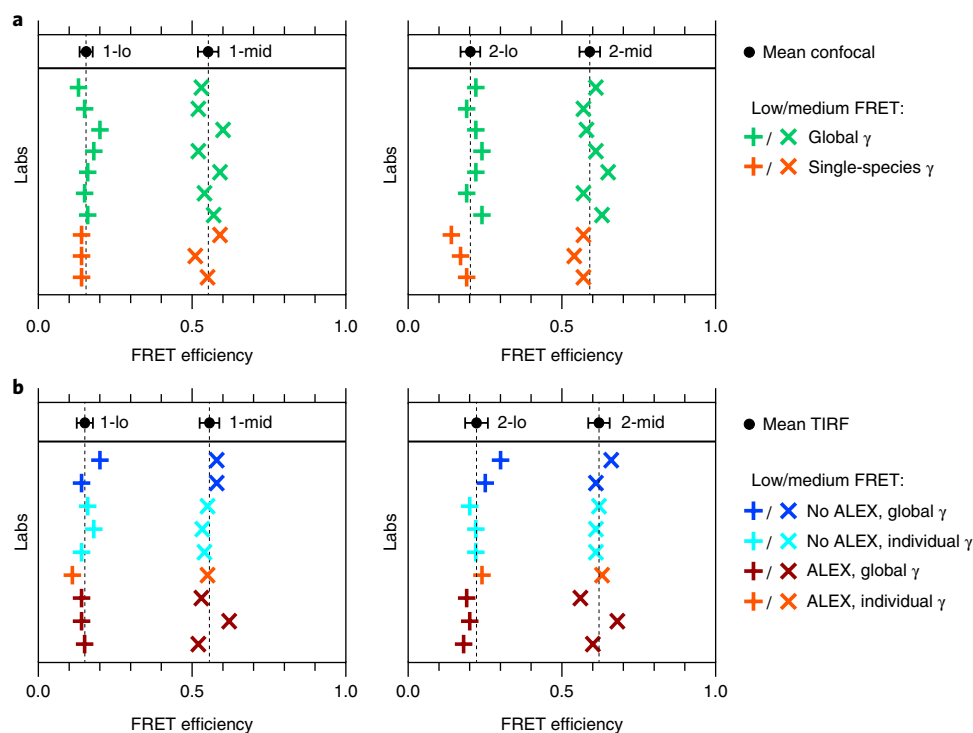 a
1-lo 1-mid
2-lo 2-mid
Mean confocal
Low/medium FRET:
/ Global γ
/ Single-species γ
Labs
Labs
0.0 0.5 1.0
0.0 0.5 1.0
FRET efficiency
FRET efficiency
b
1-lo 1-mid
2-lo 2-mid
Mean TIRF
Low/medium FRET:
/ No ALEX, global γ
/ No ALEX, individual γ
/ ALEX, global γ
/ ALEX, individual γ
Labs
Labs
0.0 0.5 1.0
0.0 0.5 1.0
FRET efficiency
FRET efficiency